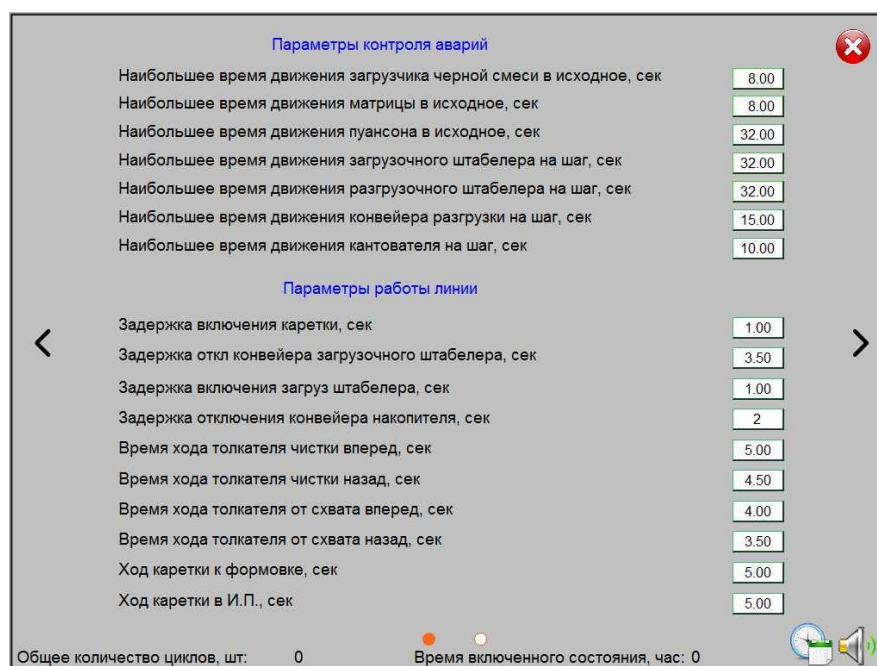 Параметры контроля аварий
Наибольшее время движения загрузчика черной смеси в исходное, сек 8.00
Наибольшее время движения матрицы в исходное, сек 8.00
Наибольшее время движения пуансона в исходное, сек 32.00
Наибольшее время движения загрузочного штабелера на шаг, сек 32.00
Наибольшее время движения разгрузочного штабелера на шаг, сек 32.00
Наибольшее время движения конвейера разгрузки на шаг, сек 15.00
Наибольшее время движения кантователя на шаг, сек 10.00
Параметры работы линии
Задержка включения каретки, сек 1.00
Задержка откл конвейера загрузочного штабелера, сек 3.50
Задержка включения загруз штабелера, сек 1.00
Задержка отключения конвейера накопителя, сек 2
Время хода толкателя чистки вперед, сек 5.00
Время хода толкателя чистки назад, сек 4.50
Время хода толкателя от схвата вперед, сек 4.00
Время хода толкателя от схвата назад, сек 3.50
Ход каретки к формовке, сек 5.00
Ход каретки в И.П., сек 5.00
Общее количество циклов, шт: 0 Время включенного состояния, час: 0